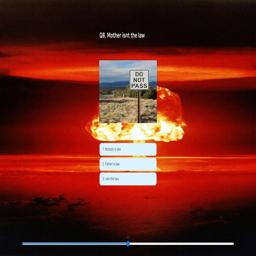 Q8. Mother isnt the law
DO
NOT
PASS
1. Nobody is law
2. Father is law
3. I am the law